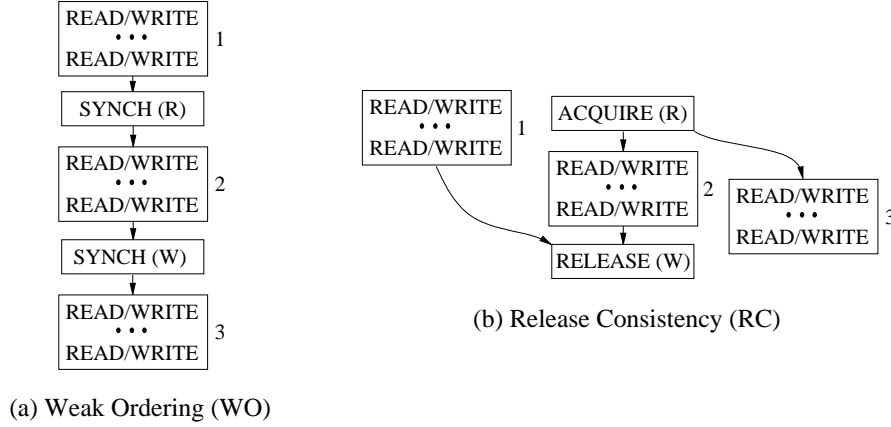 READ/WRITE
• • •
READ/WRITE
1
SYNCH (R)
READ/WRITE
• • •
READ/WRITE
2
SYNCH (W)
READ/WRITE
• • •
READ/WRITE
3
(a) Weak Ordering (WO)
READ/WRITE
• • •
READ/WRITE
1
ACQUIRE (R)
READ/WRITE
• • •
READ/WRITE
2
RELEASE (W)
READ/WRITE
• • •
READ/WRITE
3
(b) Release Consistency (RC)